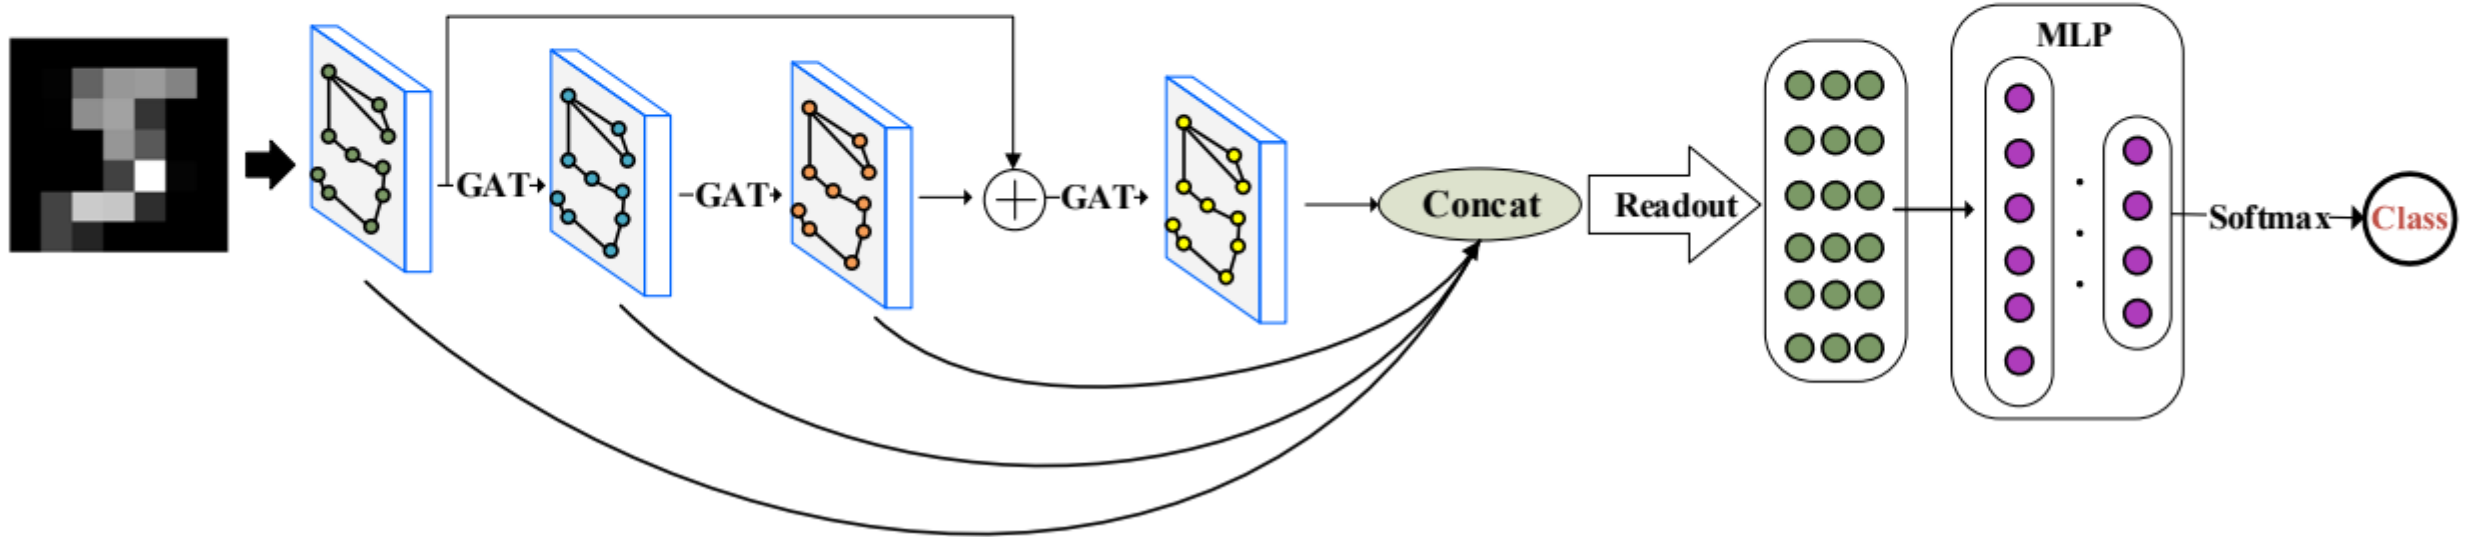 GAT
GAT
GAT
Concat
Readout
MLP
Softmax
Class